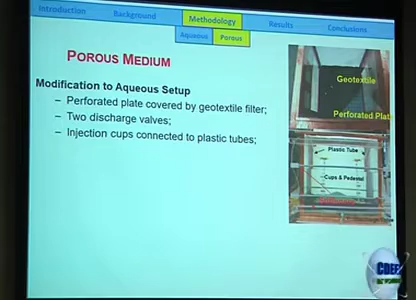 Introduction
Background
Methodology
Results
Conclusions
Aqueous
Porous
POROUS MEDIUM
Modification to Aqueous Setup
– Perforated plate covered by geotextile filter;
– Two discharge valves;
– Injection cups connected to plastic tubes;
Geotextile
Perforated Plat
Plastic Tube
Cups & Pedestal